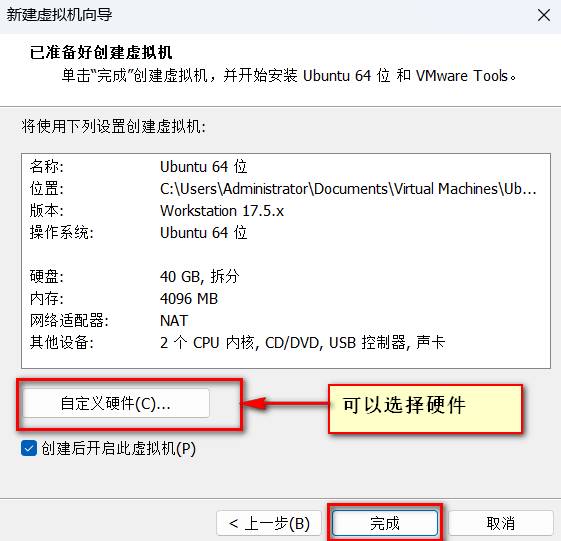 新建虚拟机向导
已准备好创建虚拟机
单击“完成”创建虚拟机，并开始安装 Ubuntu 64 位 和 VMware Tools。
将使用下列设置创建虚拟机:
名称: Ubuntu 64 位
位置: C:\Users\Administrator\Documents\Virtual Machines\Ub...
版本: Workstation 17.5.x
操作系统: Ubuntu 64 位
硬盘: 40 GB, 拆分
内存: 4096 MB
网络适配器: NAT
其他设备: 2 个 CPU 内核, CD/DVD, USB 控制器, 声卡
自定义硬件(C)... 可以选择硬件
创建后开启此虚拟机(P)
< 上一步(B) 完成 取消